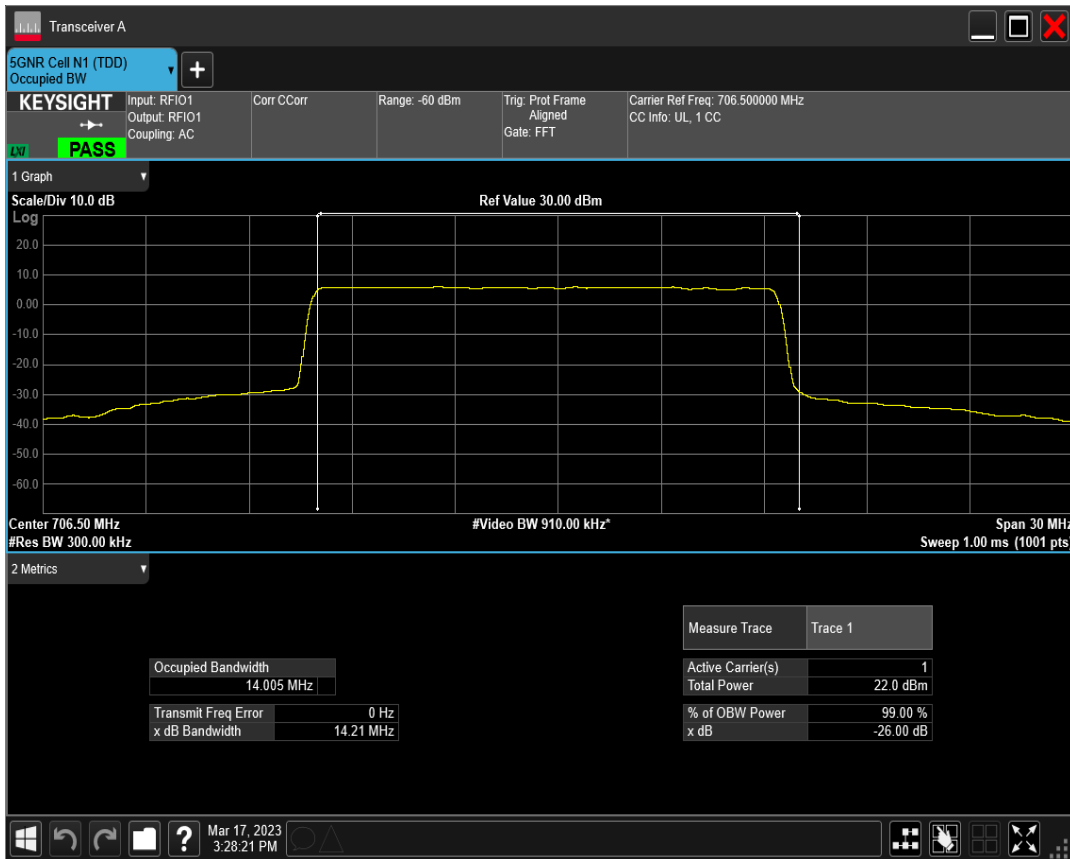 Transceiver A
5GNR Cell N1 (TDD)
Occupied BW
+
KEYSIGHT
LXI
PASS
Input: RFIO1
Output: RFIO1
Coupling: AC
Corr CCorr
Range: -60 dBm
Trig: Prot Frame
Aligned
Gate: FFT
Carrier Ref Freq: 706.500000 MHz
CC Info: UL, 1 CC
1 Graph
Scale/Div 10.0 dB
Ref Value 30.00 dBm
Log
20.0
10.0
0.00
-10.0
-20.0
-30.0
-40.0
-50.0
-60.0
Center 706.50 MHz
#Video BW 910.00 kHz*
Span 30 MHz
#Res BW 300.00 kHz
Sweep 1.00 ms (1001 pts)
2 Metrics
Measure Trace Trace 1
Occupied Bandwidth
14.005 MHz
Transmit Freq Error 0 Hz
x dB Bandwidth 14.21 MHz
Active Carrier(s) 1
Total Power 22.0 dBm
% of OBW Power 99.00 %
x dB -26.00 dB
?
Mar 17, 2023
3:28:21 PM